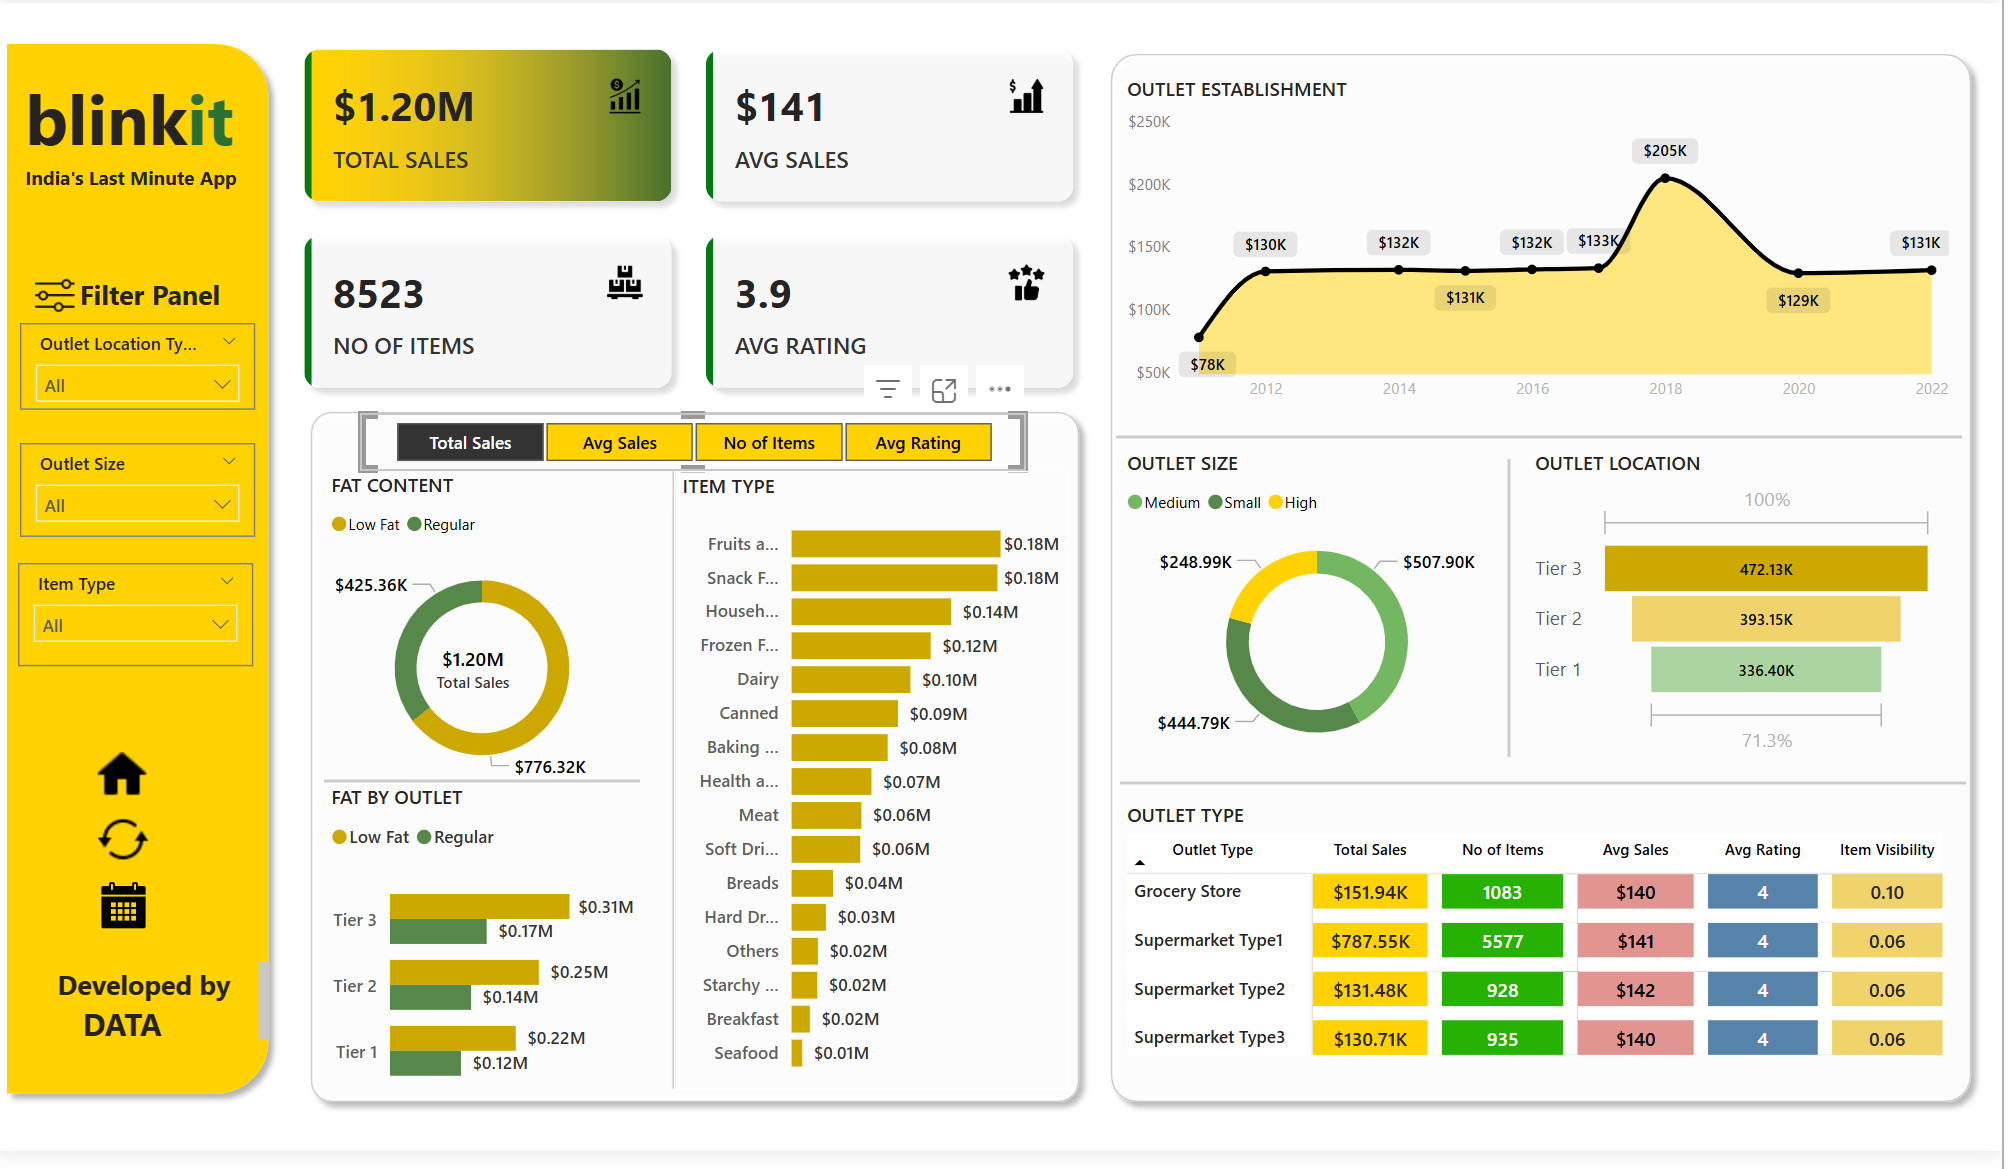 blinkit
India's Last Minute App
Filter Panel
Outlet Location Ty...
All
Outlet Size
All
Item Type
All
Developed by
DATA
$1.20M
TOTAL SALES
$141
AVG SALES
8523
NO OF ITEMS
3.9
AVG RATING
Total Sales
Avg Sales
No of Items
Avg Rating
FAT CONTENT
Low Fat Regular
$425.36K
$1.20M
Total Sales
$776.32K
FAT BY OUTLET
Low Fat Regular
Tier 3 $0.31M
$0.17M
Tier 2 $0.25M
$0.14M
Tier 1 $0.22M
$0.12M
ITEM TYPE
Fruits a... $0.18M
Snack F... $0.18M
Househ... $0.14M
Frozen F... $0.12M
Dairy $0.10M
Canned $0.09M
Baking ... $0.08M
Health a... $0.07M
Meat $0.06M
Soft Dri... $0.06M
Breads $0.04M
Hard Dr... $0.03M
Others $0.02M
Starchy ... $0.02M
Breakfast $0.02M
Seafood $0.01M
OUTLET ESTABLISHMENT
$250K
$200K
$150K
$100K
$50K
$78K
$130K
$132K
$131K
$132K
$133K
$205K
$129K
$131K
2012 2014 2016 2018 2020 2022
OUTLET SIZE
Medium Small High
$248.99K
$507.90K
$444.79K
OUTLET LOCATION
100%
Tier 3 472.13K
Tier 2 393.15K
Tier 1 336.40K
71.3%
OUTLET TYPE
Outlet Type Total Sales No of Items Avg Sales Avg Rating Item Visibility
Grocery Store $151.94K 1083 $140 4 0.10
Supermarket Type1 $787.55K 5577 $141 4 0.06
Supermarket Type2 $131.48K 928 $142 4 0.06
Supermarket Type3 $130.71K 935 $140 4 0.06